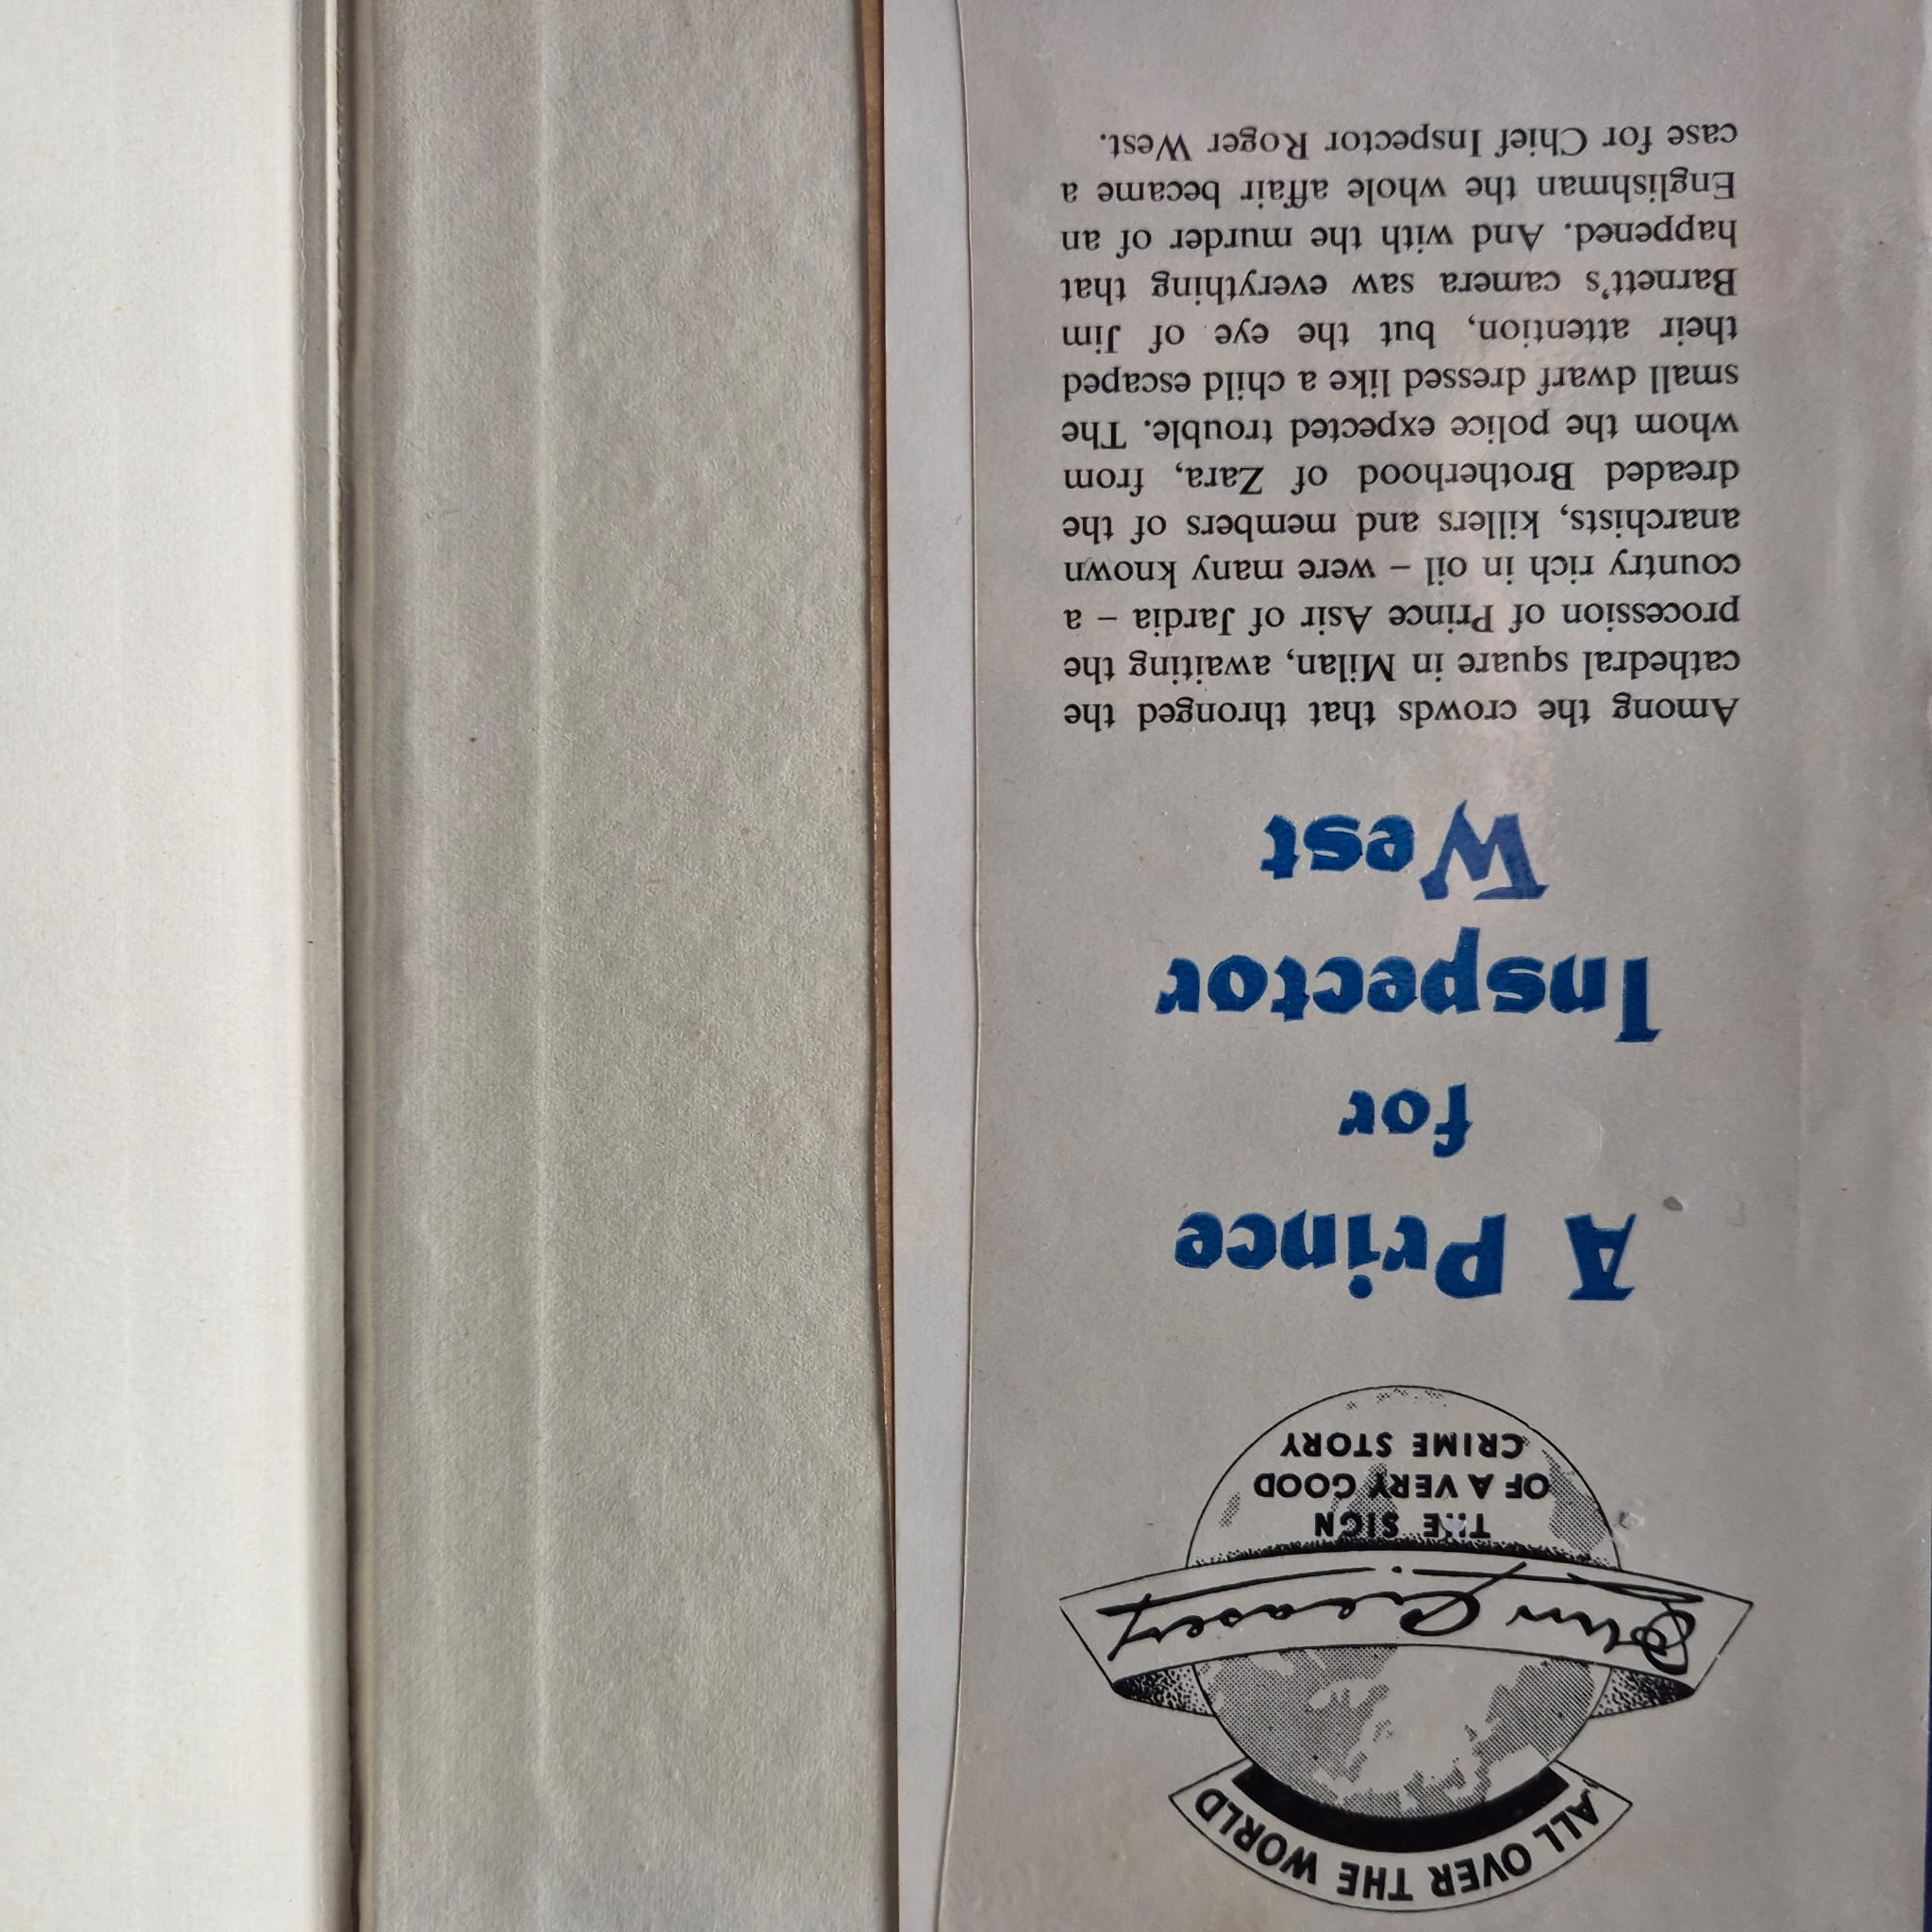 ALL OVER THE WORLD
John Creasey
THE SIGN
OF A VERY GOOD
CRIME STORY
A Prince
for
Inspector
West
Among the crowds that thronged the
cathedral square in Milan, awaiting the
procession of Prince Asir of Jardia – a
country rich in oil – were many known
anarchists, killers and members of the
dreaded Brotherhood of Zara, from
whom the police expected trouble. The
small dwarf dressed like a child escaped
their attention, but the eye of Jim
Barnett's camera saw everything that
happened. And with the murder of an
Englishman the whole affair became a
case for Chief Inspector Roger West.